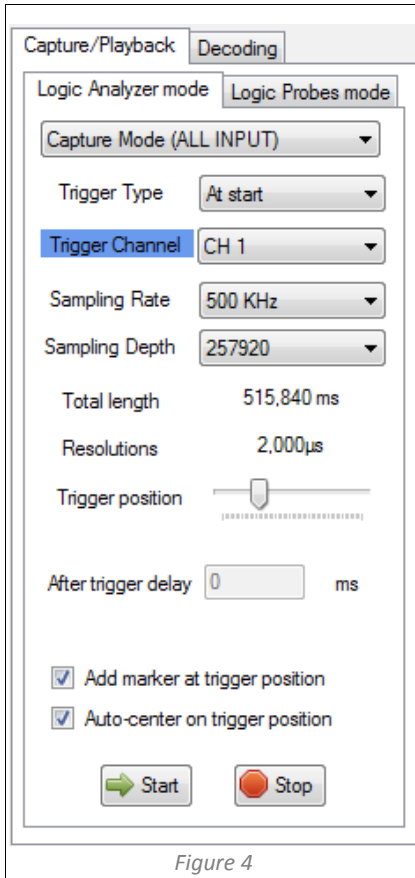 Capture/Playback Decoding
Logic Analyzer mode Logic Probes mode
Capture Mode (ALL INPUT)
Trigger Type At start
Trigger Channel CH 1
Sampling Rate 500 KHz
Sampling Depth 257920
Total length 515,840 ms
Resolutions 2,000µs
Trigger position
After trigger delay 0 ms
Add marker at trigger position
Auto-center on trigger position
Start Stop
Figure 4